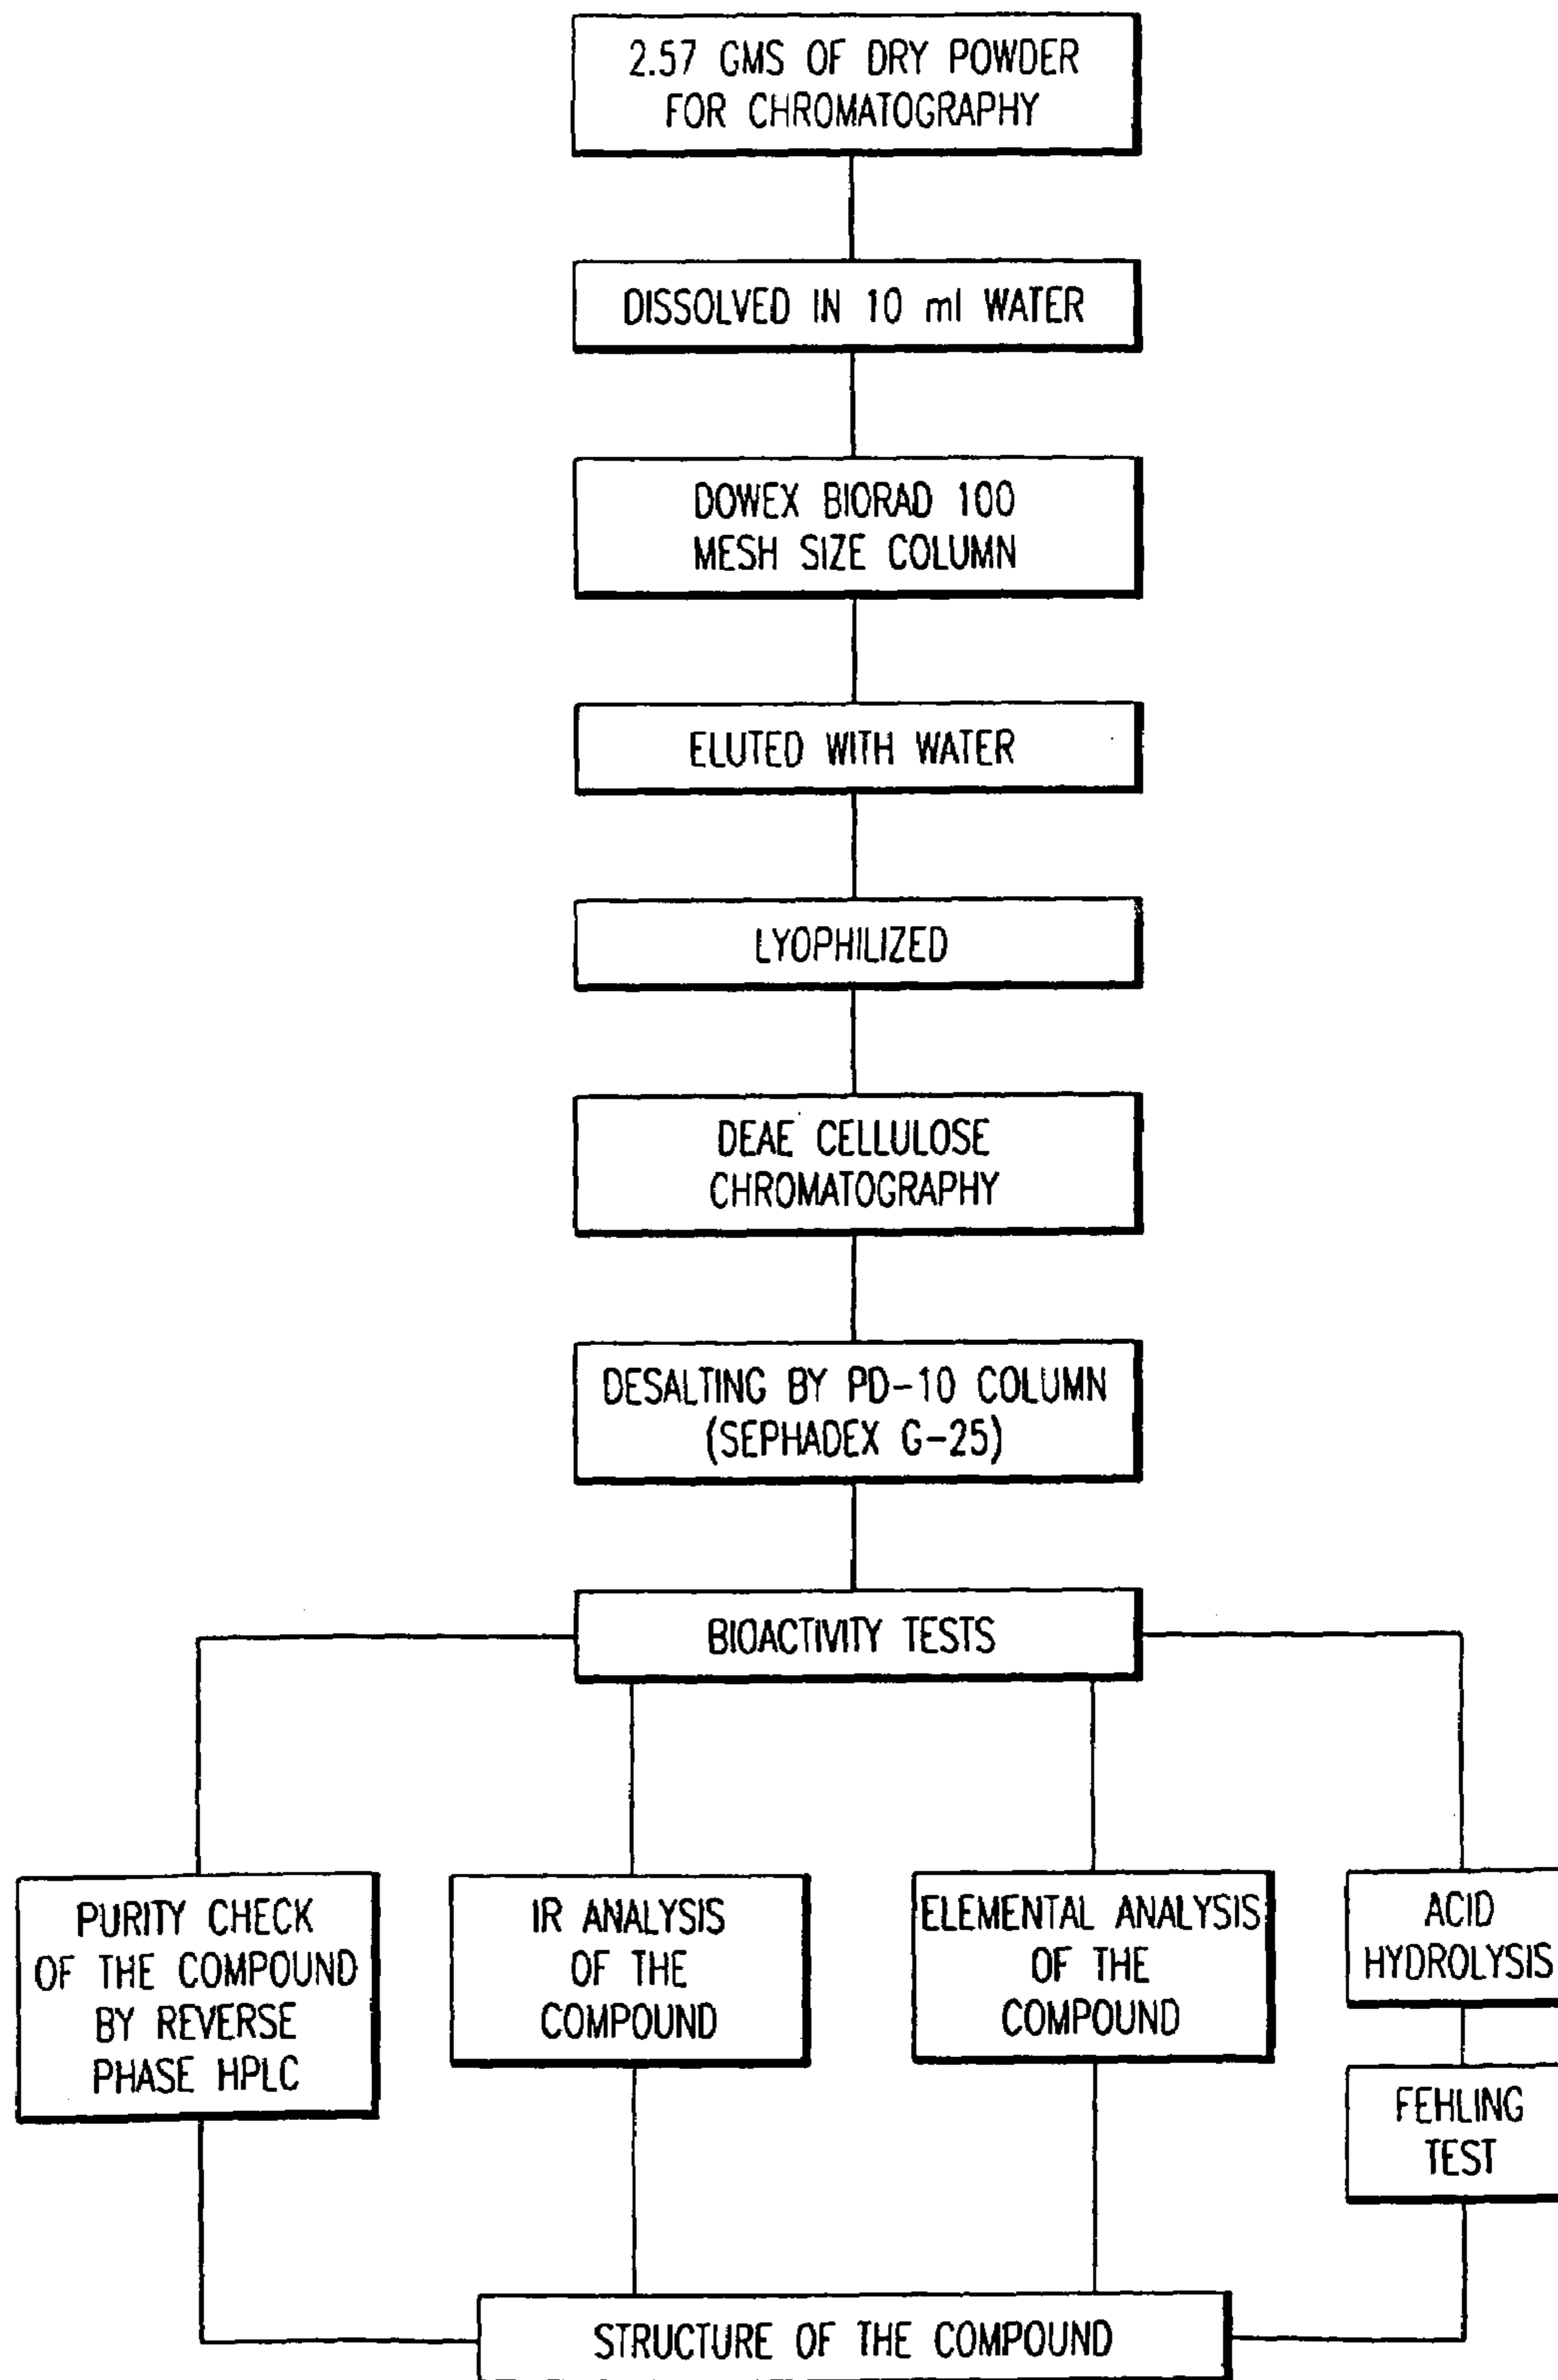 2.57 GMS OF DRY POWDER
FOR CHROMATOGRAPHY
DISSOLVED IN 10 ml WATER
DOWEX BIORAD 100
MESH SIZE COLUMN
ELUTED WITH WATER
LYOPHILIZED
DEAE CELLULOSE
CHROMATOGRAPHY
DESALTING BY PD-10 COLUMN
(SEPHADEX G-25)
BIOACTIVITY TESTS
PURITY CHECK
OF THE COMPOUND
BY REVERSE
PHASE HPLC
IR ANALYSIS
OF THE
COMPOUND
ELEMENTAL ANALYSIS
OF THE
COMPOUND
ACID
HYDROLYSIS
FEHLING
TEST
STRUCTURE OF THE COMPOUND